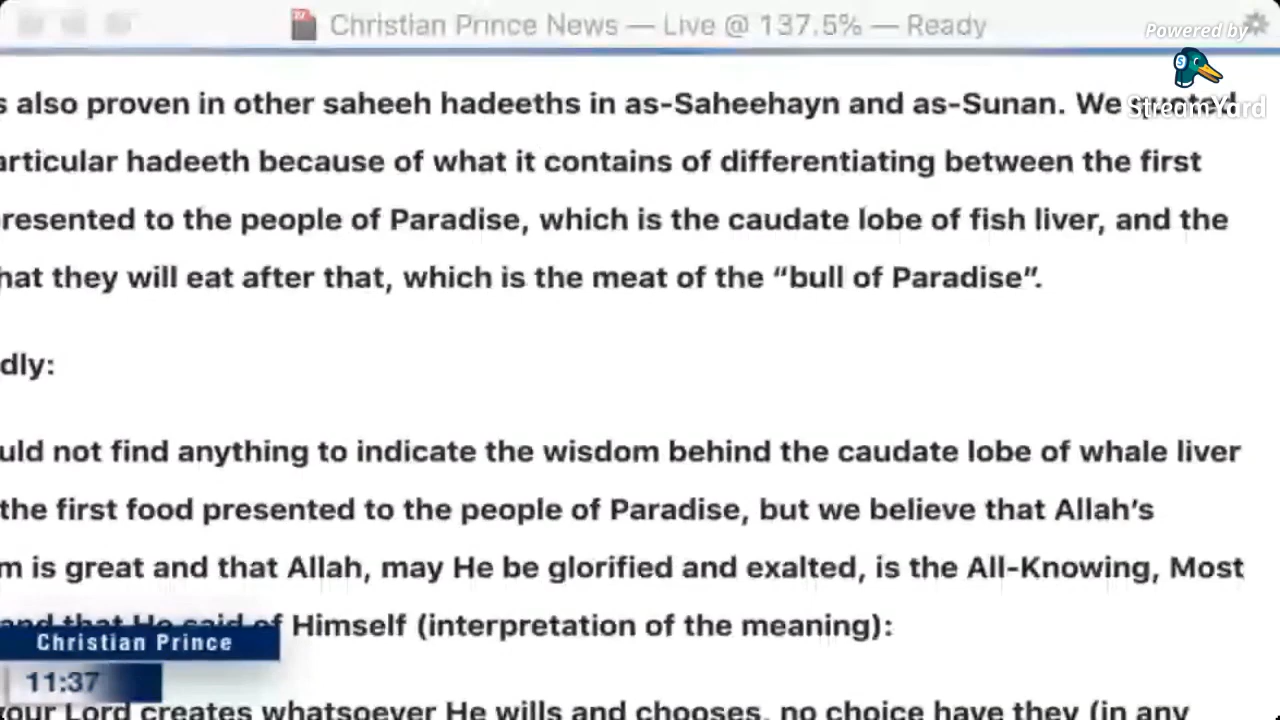 Christian Prince News — Live @ 137.5% — Ready
Powered by
StreamYard
s also proven in other saheeh hadeeths in as-Saheehayn and as-Sunan. We
articular hadeeth because of what it contains of differentiating between the first
resented to the people of Paradise, which is the caudate lobe of fish liver, and the
hat they will eat after that, which is the meat of the “bull of Paradise”.
dly:
uld not find anything to indicate the wisdom behind the caudate lobe of whale liver
the first food presented to the people of Paradise, but we believe that Allah’s
m is great and that Allah, may He be glorified and exalted, is the All-Knowing, Most
and that He said of Himself (interpretation of the meaning):
Christian Prince
11:37
your Lord creates whatsoever He wills and chooses, no choice have they (in any